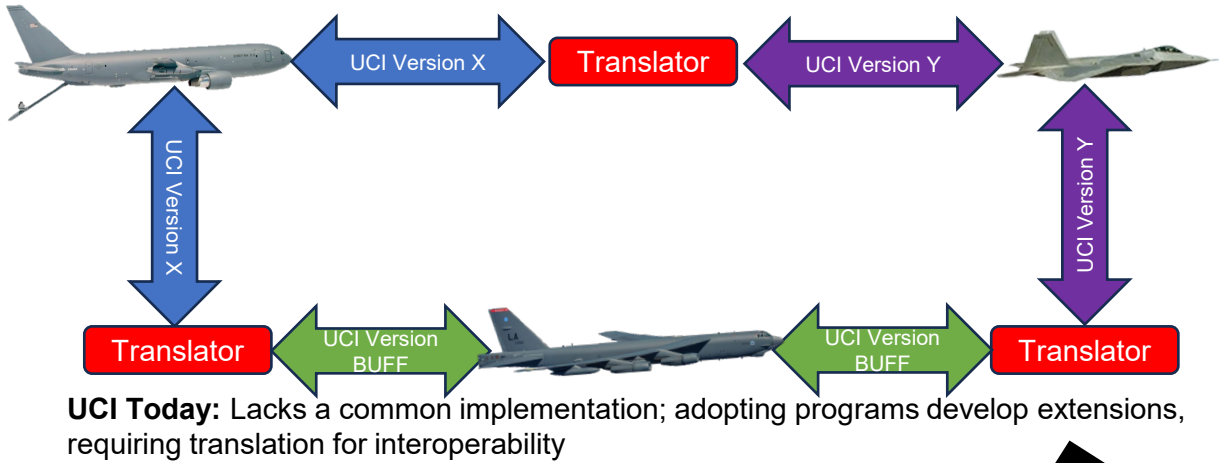 UCI Version X
Translator
UCI Version Y
UCI Version X
UCI Version Y
Translator
UCI Version
BUFF
LA
UCI Version
BUFF
Translator
UCI Today: Lacks a common implementation; adopting programs develop extensions,
requiring translation for interoperability